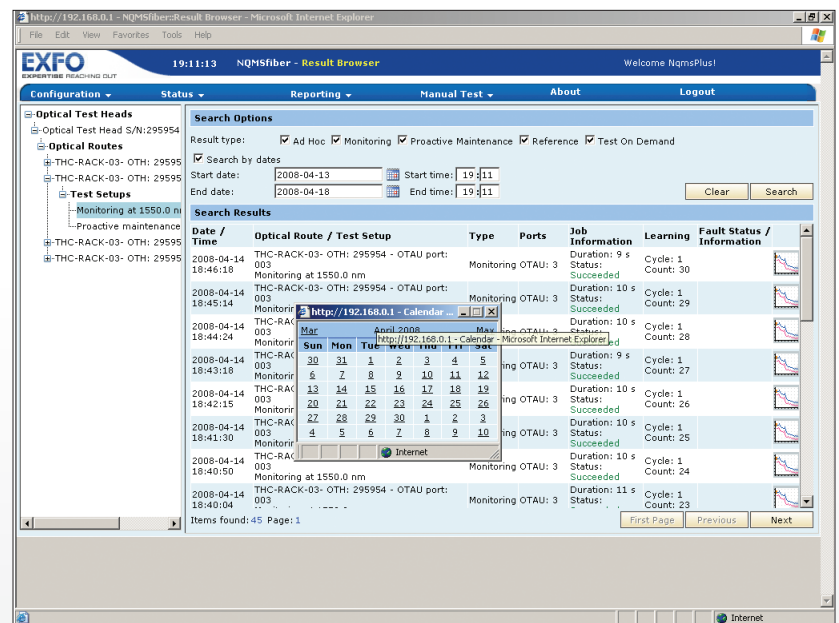 http://192.168.0.1 - NQMSfiber::Result Browser - Microsoft Internet Explorer
File Edit View Favorites Tools Help
EXFO
EXPERTISE REACHING OUT
19:11:13 NQMSfiber - Result Browser
Welcome NqmsPlus!
Configuration Status Reporting Manual Test About Logout
Optical Test Heads
Optical Test Head S/N:295954
Optical Routes
THC-RACK-03- OTH: 29595
THC-RACK-03- OTH: 29595
Test Setups
Monitoring at 1550.0
Proactive maintenance
THC-RACK-03- OTH: 29595
THC-RACK-03- OTH: 29595
Search Options
Result type: Ad Hoc Monitoring Proactive Maintenance Reference Test On Demand
Search by dates
Start date: 2008-04-13 Start time: 19:11
End date: 2008-04-18 End time: 19:11
Clear Search
Search Results
Date / Time Optical Route / Test Setup Type Ports Job Information Learning Fault Status / Information
2008-04-14 THC-RACK-03- OTH: 295954 - OTAU port: Duration: 9 s
18:46:18 003 Monitoring OTAU: 3 Status: Cycle: 1
Monitoring at 1550.0 nm Succeeded Count: 30
2008-04-14 THC-RACK-03- OTH: 295954 - OTAU port: Duration: 10 s
18:45:14 003 Monitoring OTAU: 3 Status: Cycle: 1
Succeeded Count: 29
2008-04-14 Duration: 10 s
18:44:24 003 Cycle: 1
Count: 28
2008-04-14 Duration: 9 s
18:43:18 003 OTAU: 3 Status: Cycle: 1
Succeeded Count: 27
2008-04-14 Duration: 10 s
18:42:15 003 OTAU: 3 Status: Cycle: 1
Succeeded Count: 26
2008-04-14 Duration: 10 s
18:41:30 003 OTAU: 3 Status: Cycle: 1
Succeeded Count: 25
2008-04-14 Duration: 10 s
18:40:50 003 Monitoring OTAU: 3 Status: Cycle: 1
Monitoring at 1550.0 nm Succeeded Count: 24
2008-04-14 THC-RACK-03- OTH: 295954 - OTAU port: Duration: 11 s
18:40:04 003 Monitoring OTAU: 3 Status: Cycle: 1
Count: 23
http://192.168.0.1 - Calendar ...
Mar April 2008 May
http://192.168.0.1 - Calendar - Microsoft Internet Explorer
Sun Mon Tue Wed Thu Fri Sat
30 31 1 2 3 4 5
6 7 8 9 10 11 12
13 14 15 16 17 18 19
20 21 22 23 24 25 26
27 28 29 30 1 2 3
4 5 6 7 8 9 10
Internet
Items found: 45 Page: 1
First Page Previous Next
Internet